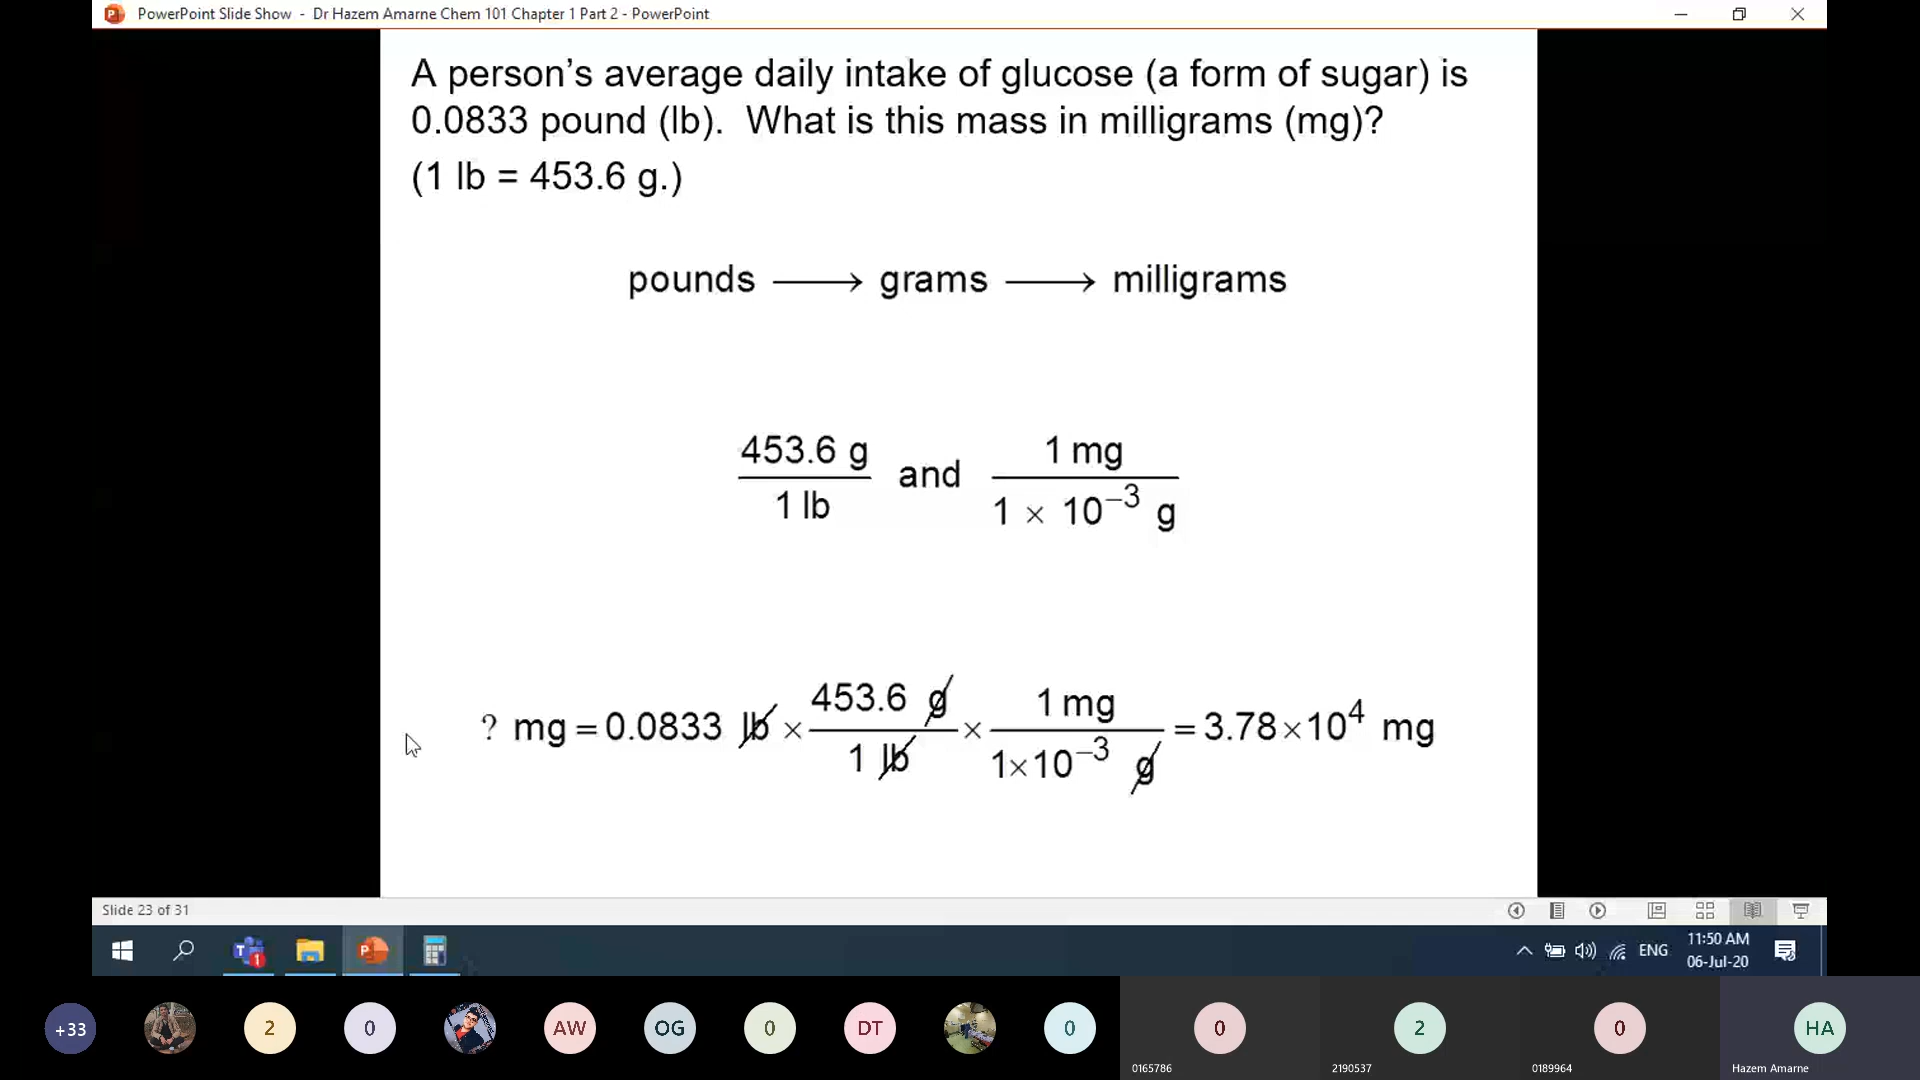 PowerPoint Slide Show - Dr Hazem Amarne Chem 101 Chapter 1 Part 2 - PowerPoint
A person's average daily intake of glucose (a form of sugar) is
0.0833 pound (lb). What is this mass in milligrams (mg)?
(1 lb = 453.6 g.)
pounds ⟶ grams ⟶ milligrams
453.6 g / 1 lb and 1 mg / 1 × 10⁻³ g
? mg = 0.0833 lb × 453.6 g / 1 lb × 1 mg / 1×10⁻³ g = 3.78×10⁴ mg
Slide 23 of 31
1
ENG
11:50 AM
06-Jul-20
+33 2 0 AW OG 0 DT 0 0 2 0 HA
0165786 2190537 0189964 Hazem Amarne